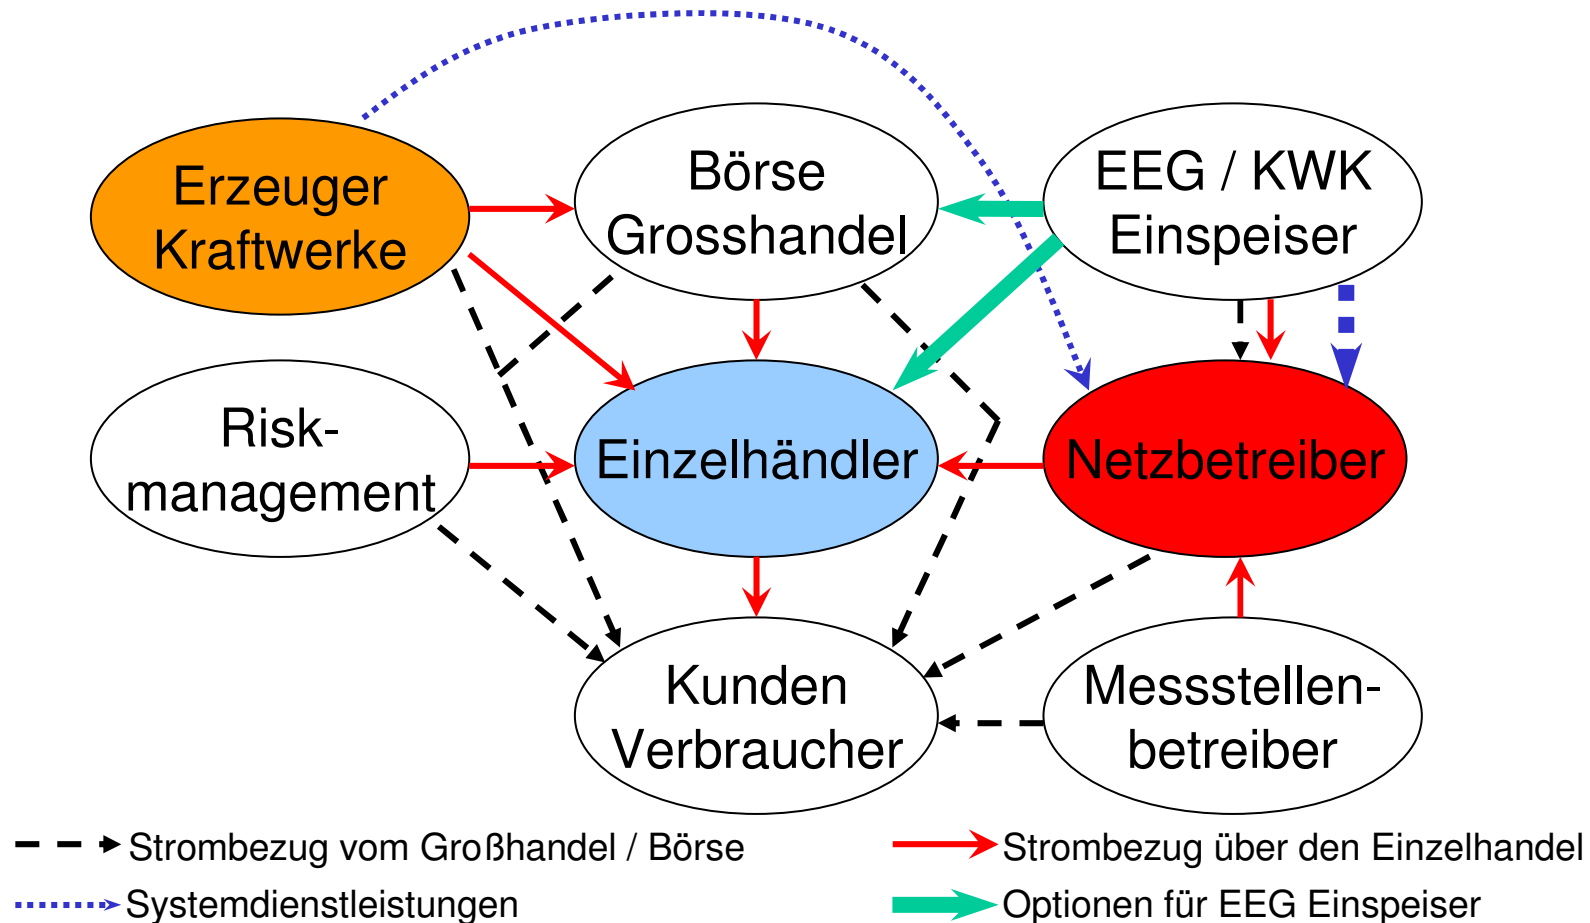 Erzeuger
Kraftwerke
Börse
Grosshandel
EEG / KWK
Einspeiser
Risk-
management
Einzelhändler
Netzbetreiber
Kunden
Verbraucher
Messstellen-
betreiber
Strombezug vom Großhandel / Börse
Strombezug über den Einzelhandel
Systemdienstleistungen
Optionen für EEG Einspeiser